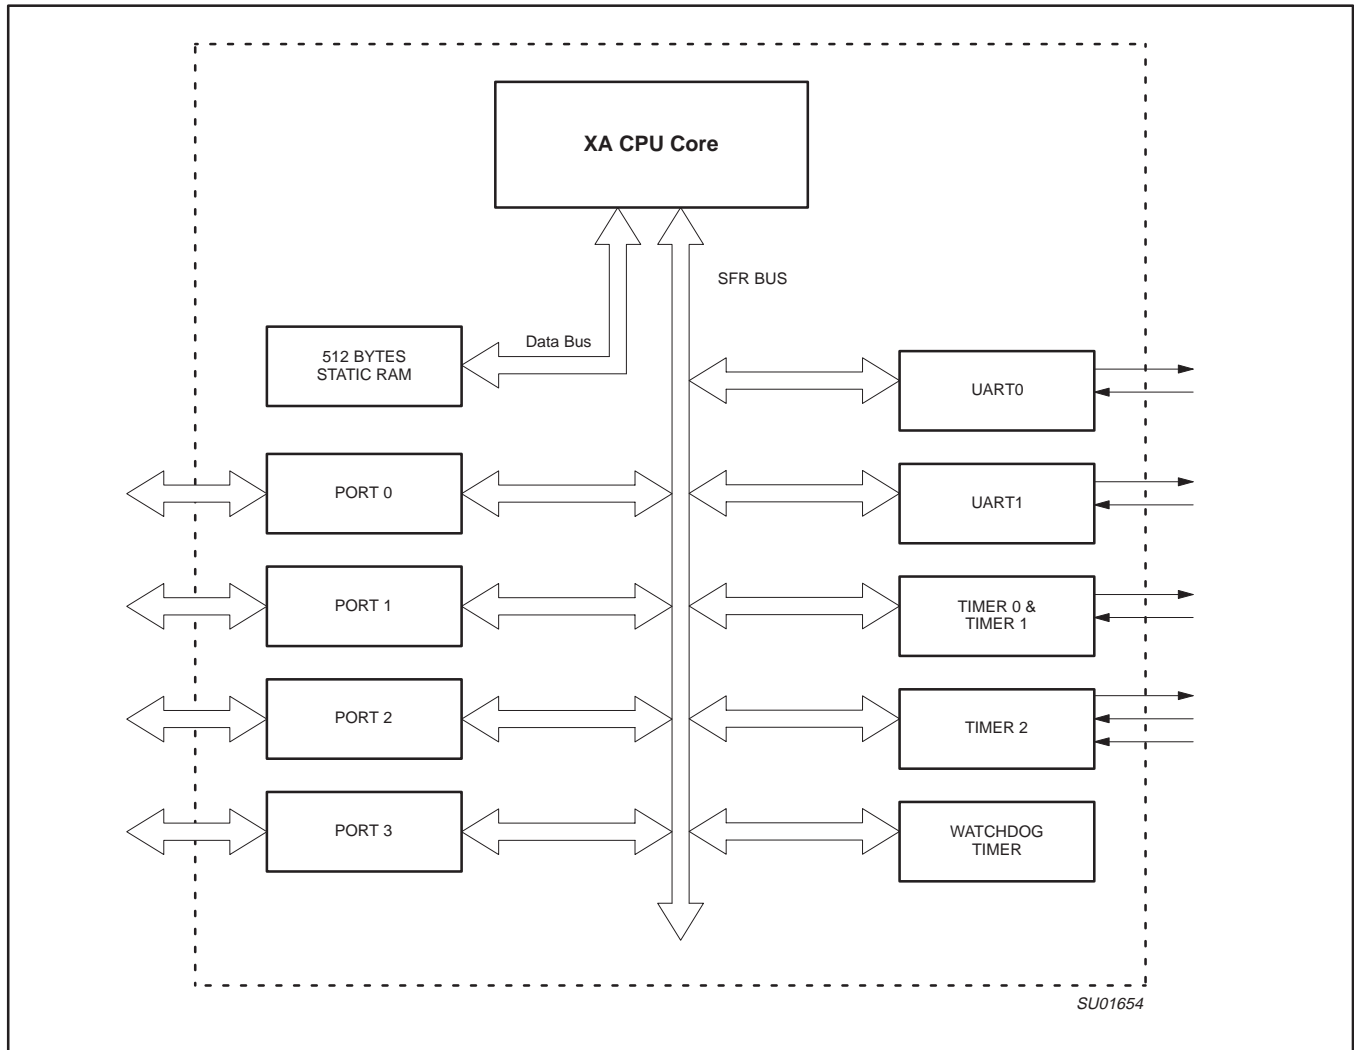 XA CPU Core
SFR BUS
Data Bus
512 BYTES
STATIC RAM
UART0
PORT 0
UART1
PORT 1
TIMER 0 &
TIMER 1
PORT 2
TIMER 2
PORT 3
WATCHDOG
TIMER
SU01654